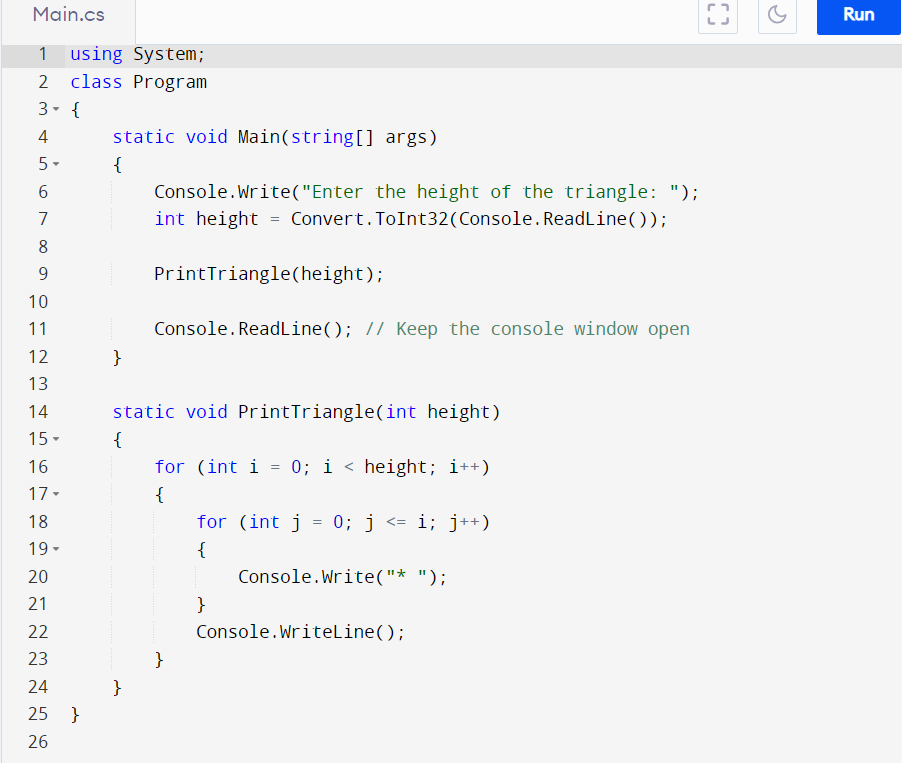 Main.cs
Run
1 using System;
2 class Program
3 {
4     static void Main(string[] args)
5     {
6         Console.Write("Enter the height of the triangle: ");
7         int height = Convert.ToInt32(Console.ReadLine());
8
9         PrintTriangle(height);
10
11         Console.ReadLine(); // Keep the console window open
12     }
13
14     static void PrintTriangle(int height)
15     {
16         for (int i = 0; i < height; i++)
17         {
18             for (int j = 0; j <= i; j++)
19             {
20                 Console.Write("* ");
21             }
22             Console.WriteLine();
23         }
24     }
25 }
26